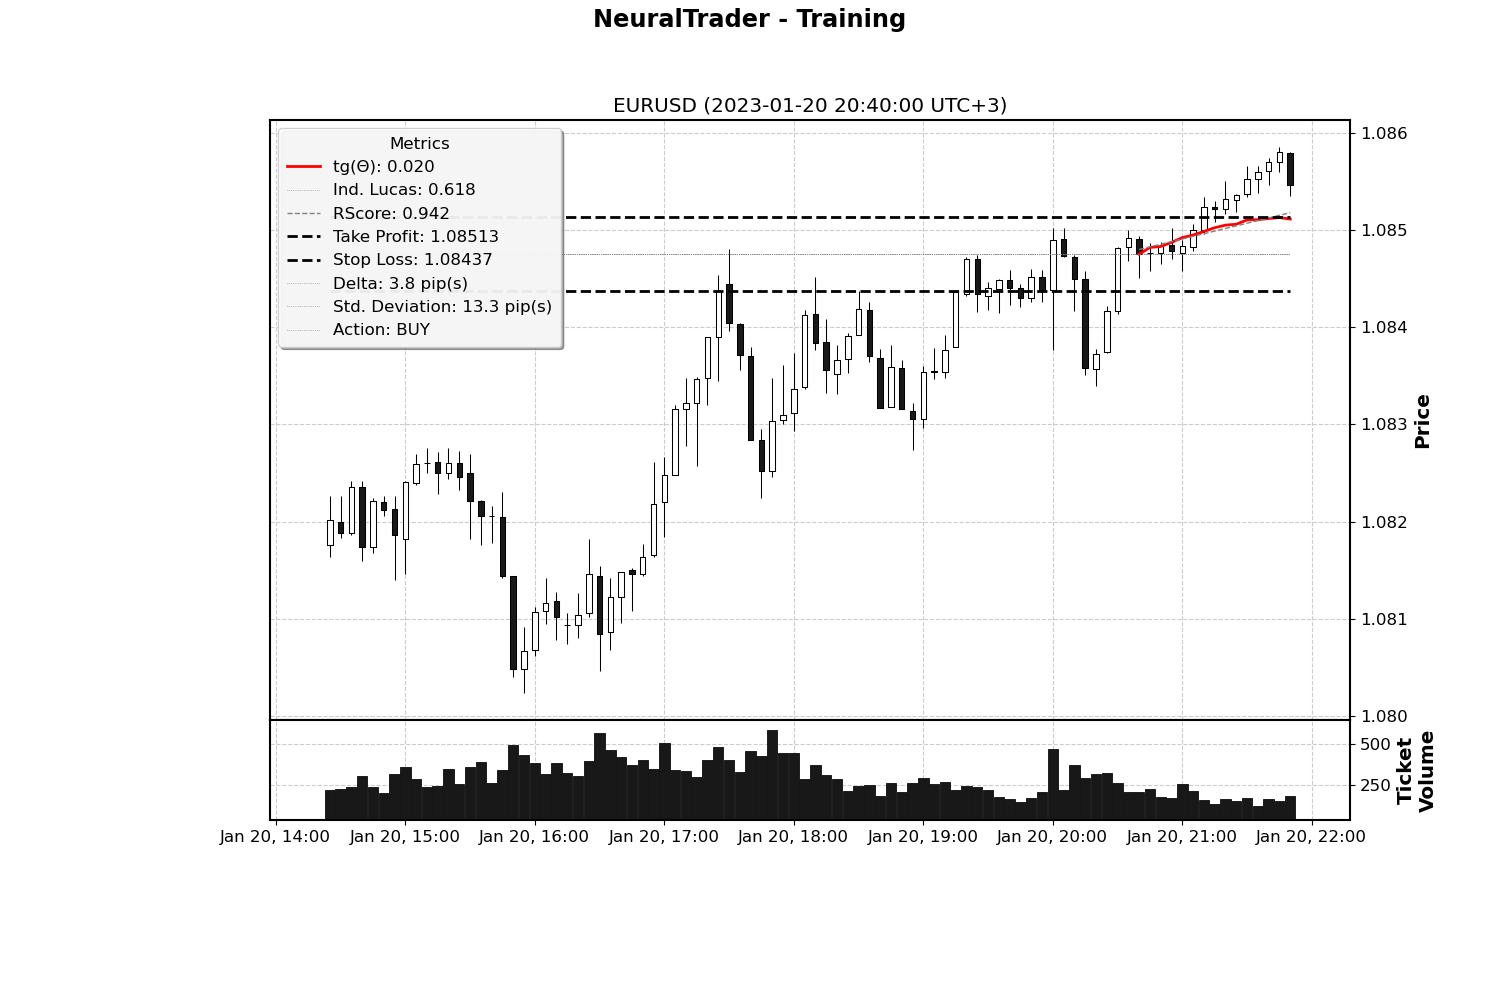 NeuralTrader - Training
EURUSD (2023-01-20 20:40:00 UTC+3)
Metrics
tg(Θ): 0.020
Ind. Lucas: 0.618
RScore: 0.942
Take Profit: 1.08513
Stop Loss: 1.08437
Delta: 3.8 pip(s)
Std. Deviation: 13.3 pip(s)
Action: BUY
1.086
1.085
1.084
1.083
1.082
1.081
1.080
Price
500
250
Ticket
Volume
Jan 20, 14:00
Jan 20, 15:00
Jan 20, 16:00
Jan 20, 17:00
Jan 20, 18:00
Jan 20, 19:00
Jan 20, 20:00
Jan 20, 21:00
Jan 20, 22:00